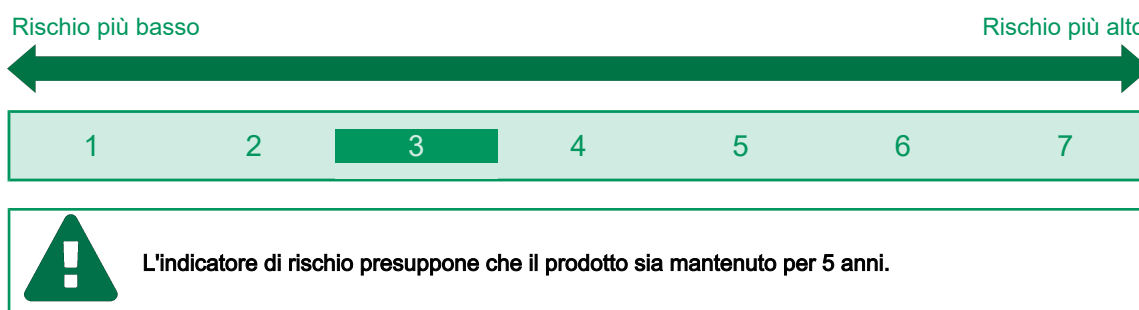 Rischio più basso Rischio più alto
1 2 3 4 5 6 7
L'indicatore di rischio presuppone che il prodotto sia mantenuto per 5 anni.